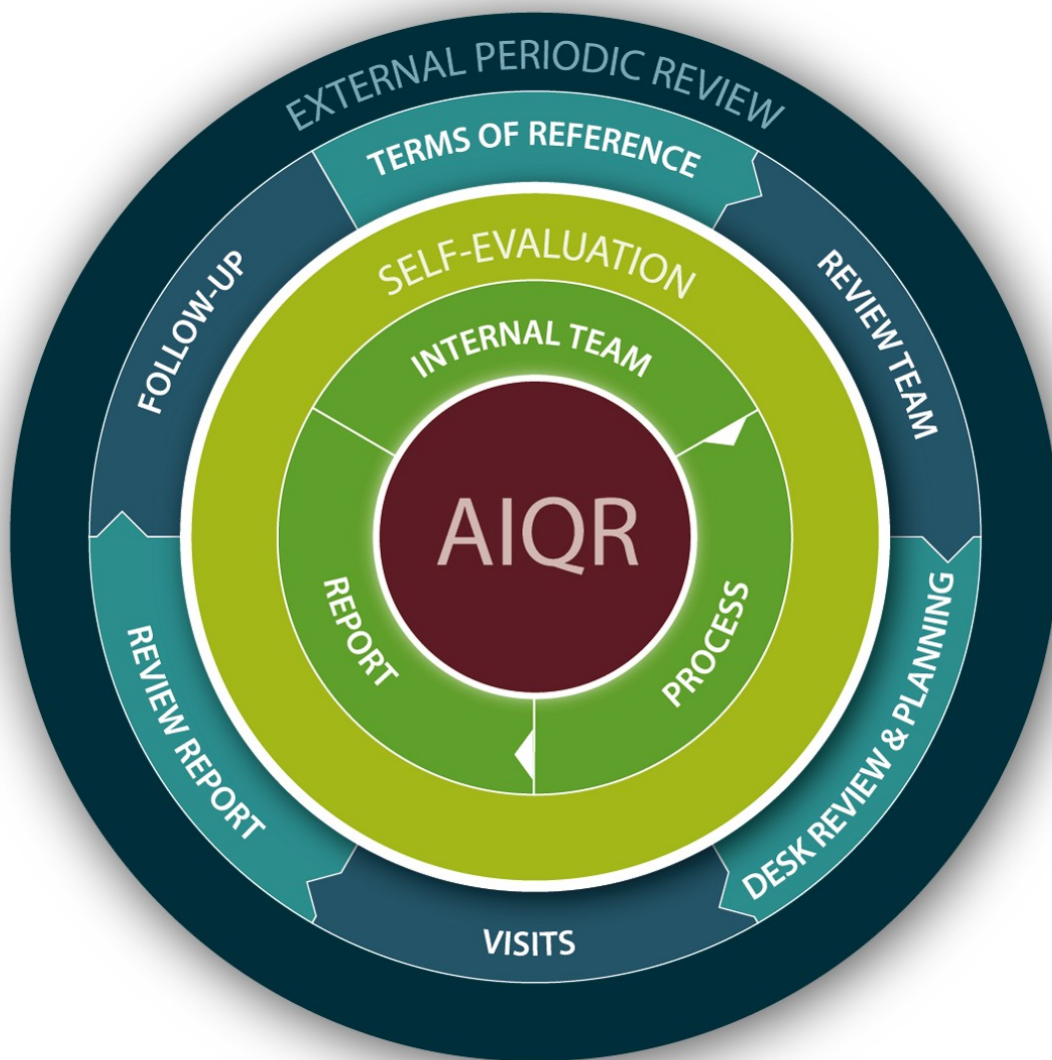 EXTERNAL PERIODIC REVIEW
TERMS OF REFERENCE
REVIEW TEAM
DESK REVIEW & PLANNING
VISITS
REVIEW REPORT
FOLLOW-UP
SELF-EVALUATION
INTERNAL TEAM
PROCESS
REPORT
AIQR